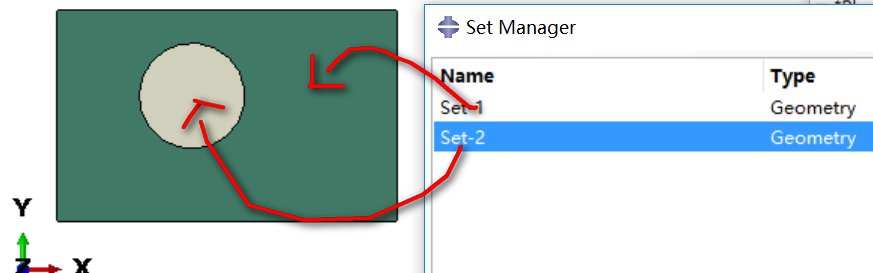 Set Manager
Name Type
Set-1 Geometry
Set-2 Geometry
Y
Z X